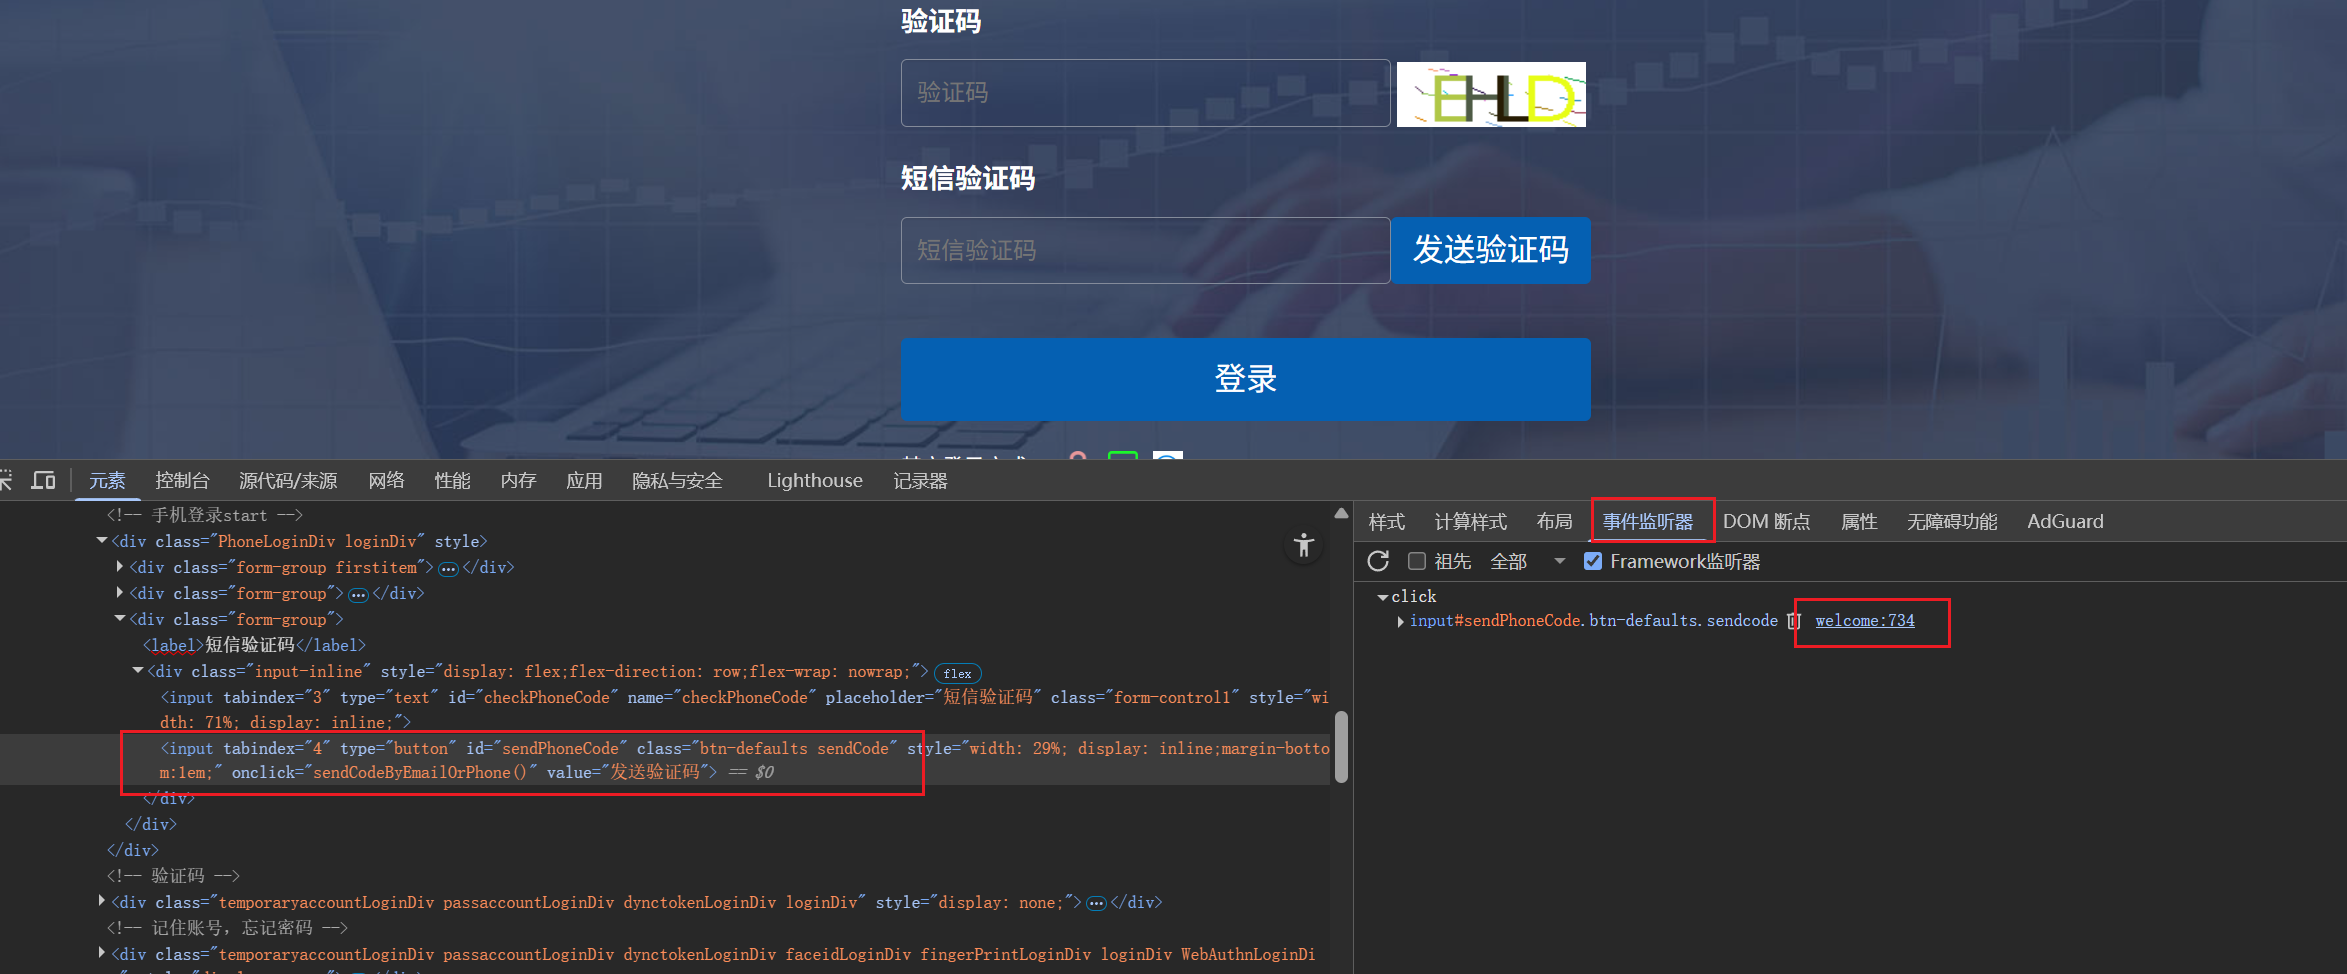 验证码
验证码
EHLD
短信验证码
短信验证码
发送验证码
登录
元素 控制台 源代码/来源 网络 性能 内存 应用 隐私与安全 Lighthouse 记录器
<!-- 手机登录start -->
<div class="PhoneLoginDiv loginDiv" style>
<div class="form-group firstitem">…</div>
<div class="form-group">…</div>
<div class="form-group">
<label>短信验证码</label>
<div class="input-inline" style="display: flex;flex-direction: row;flex-wrap: nowrap;"> flex
<input tabindex="3" type="text" id="checkPhoneCode" name="checkPhoneCode" placeholder="短信验证码" class="form-control1" style="wi
dth: 71%; display: inline;">
<input tabindex="4" type="button" id="sendPhoneCode" class="btn-defaults sendCode" style="width: 29%; display: inline;margin-botto
m:1em;" onclick="sendCodeByEmailOrPhone()" value="发送验证码"> == $0
</div>
</div>
</div>
<!-- 验证码 -->
<div class="temporaryaccountLoginDiv passaccountLoginDiv dynctokenLoginDiv loginDiv" style="display: none;">…</div>
<!-- 记住账号，忘记密码 -->
<div class="temporaryaccountLoginDiv passaccountLoginDiv dynctokenLoginDiv faceidLoginDiv fingerPrintLoginDiv loginDiv WebAuthnLoginDi
样式 计算样式 布局 事件监听器 DOM 断点 属性 无障碍功能 AdGuard
祖先 全部 Framework监听器
click
input#sendPhoneCode.btn-defaults.sendcode welcome:734